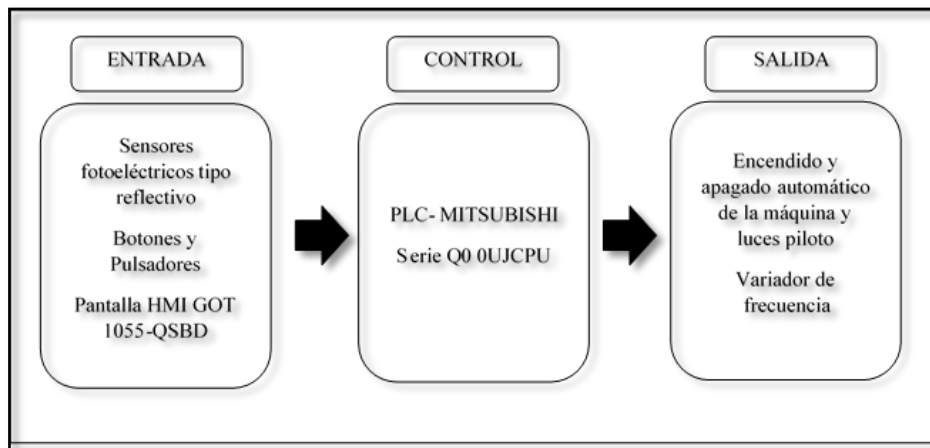 ENTRADA
Sensores
fotoeléctricos tipo
reflectivo
Botones y
Pulsadores
Pantalla HMI GOT
1055-QSBD
CONTROL
PLC- MITSUBISHI
Serie Q0 0UJCPU
SALIDA
Encendido y
apagado automático
de la máquina y
luces piloto
Variador de
frecuencia